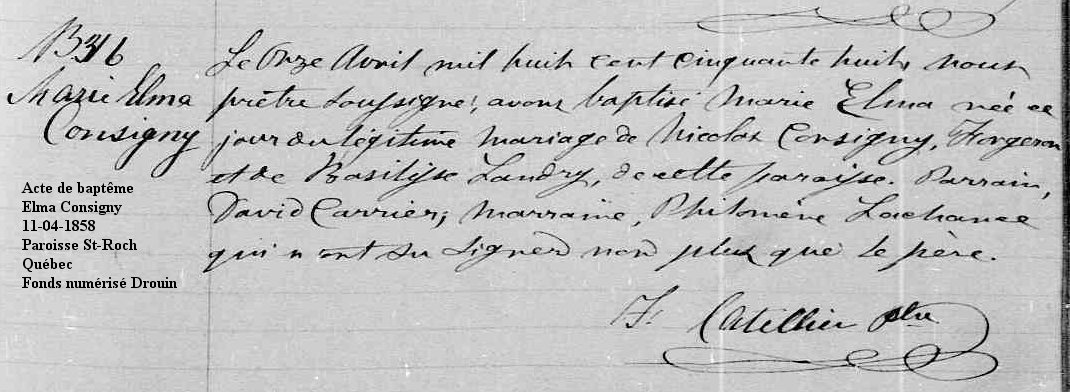 B316
Marie Elma
Consigny
Le Onze Avril mil huit cent cinquante huit, nous
prêtre soussigné, avons baptisé Marie Elma née ce
jour du légitime mariage de Nicolas Consigny, Forgeron
et de Basilisse Landry, de cette paroisse. Parrain,
David Carrier; marraine, Philomène Lachance
qui n'ont su signer non plus que le père.
F. Catellier ptre
Acte de baptême
Elma Consigny
11-04-1858
Paroisse St-Roch
Québec
Fonds numérisé Drouin